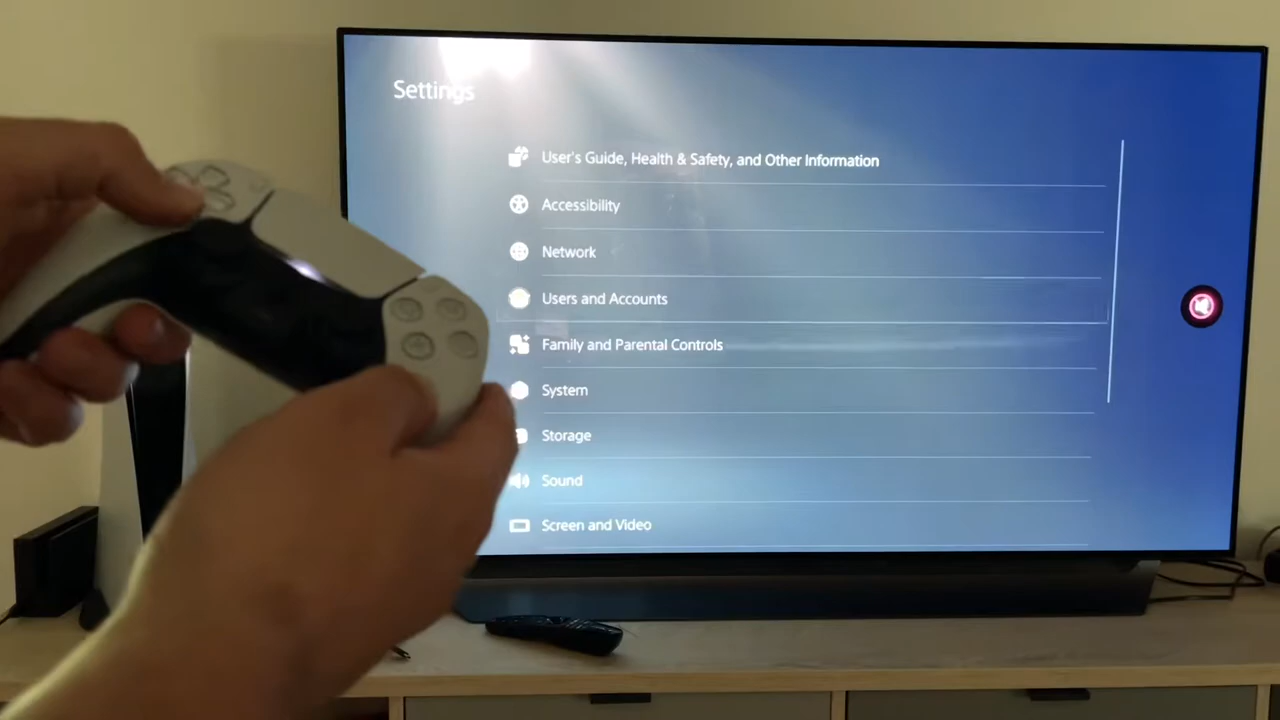 Settings
User's Guide, Health & Safety, and Other Information
Accessibility
Network
Users and Accounts
Family and Parental Controls
System
Storage
Sound
Screen and Video